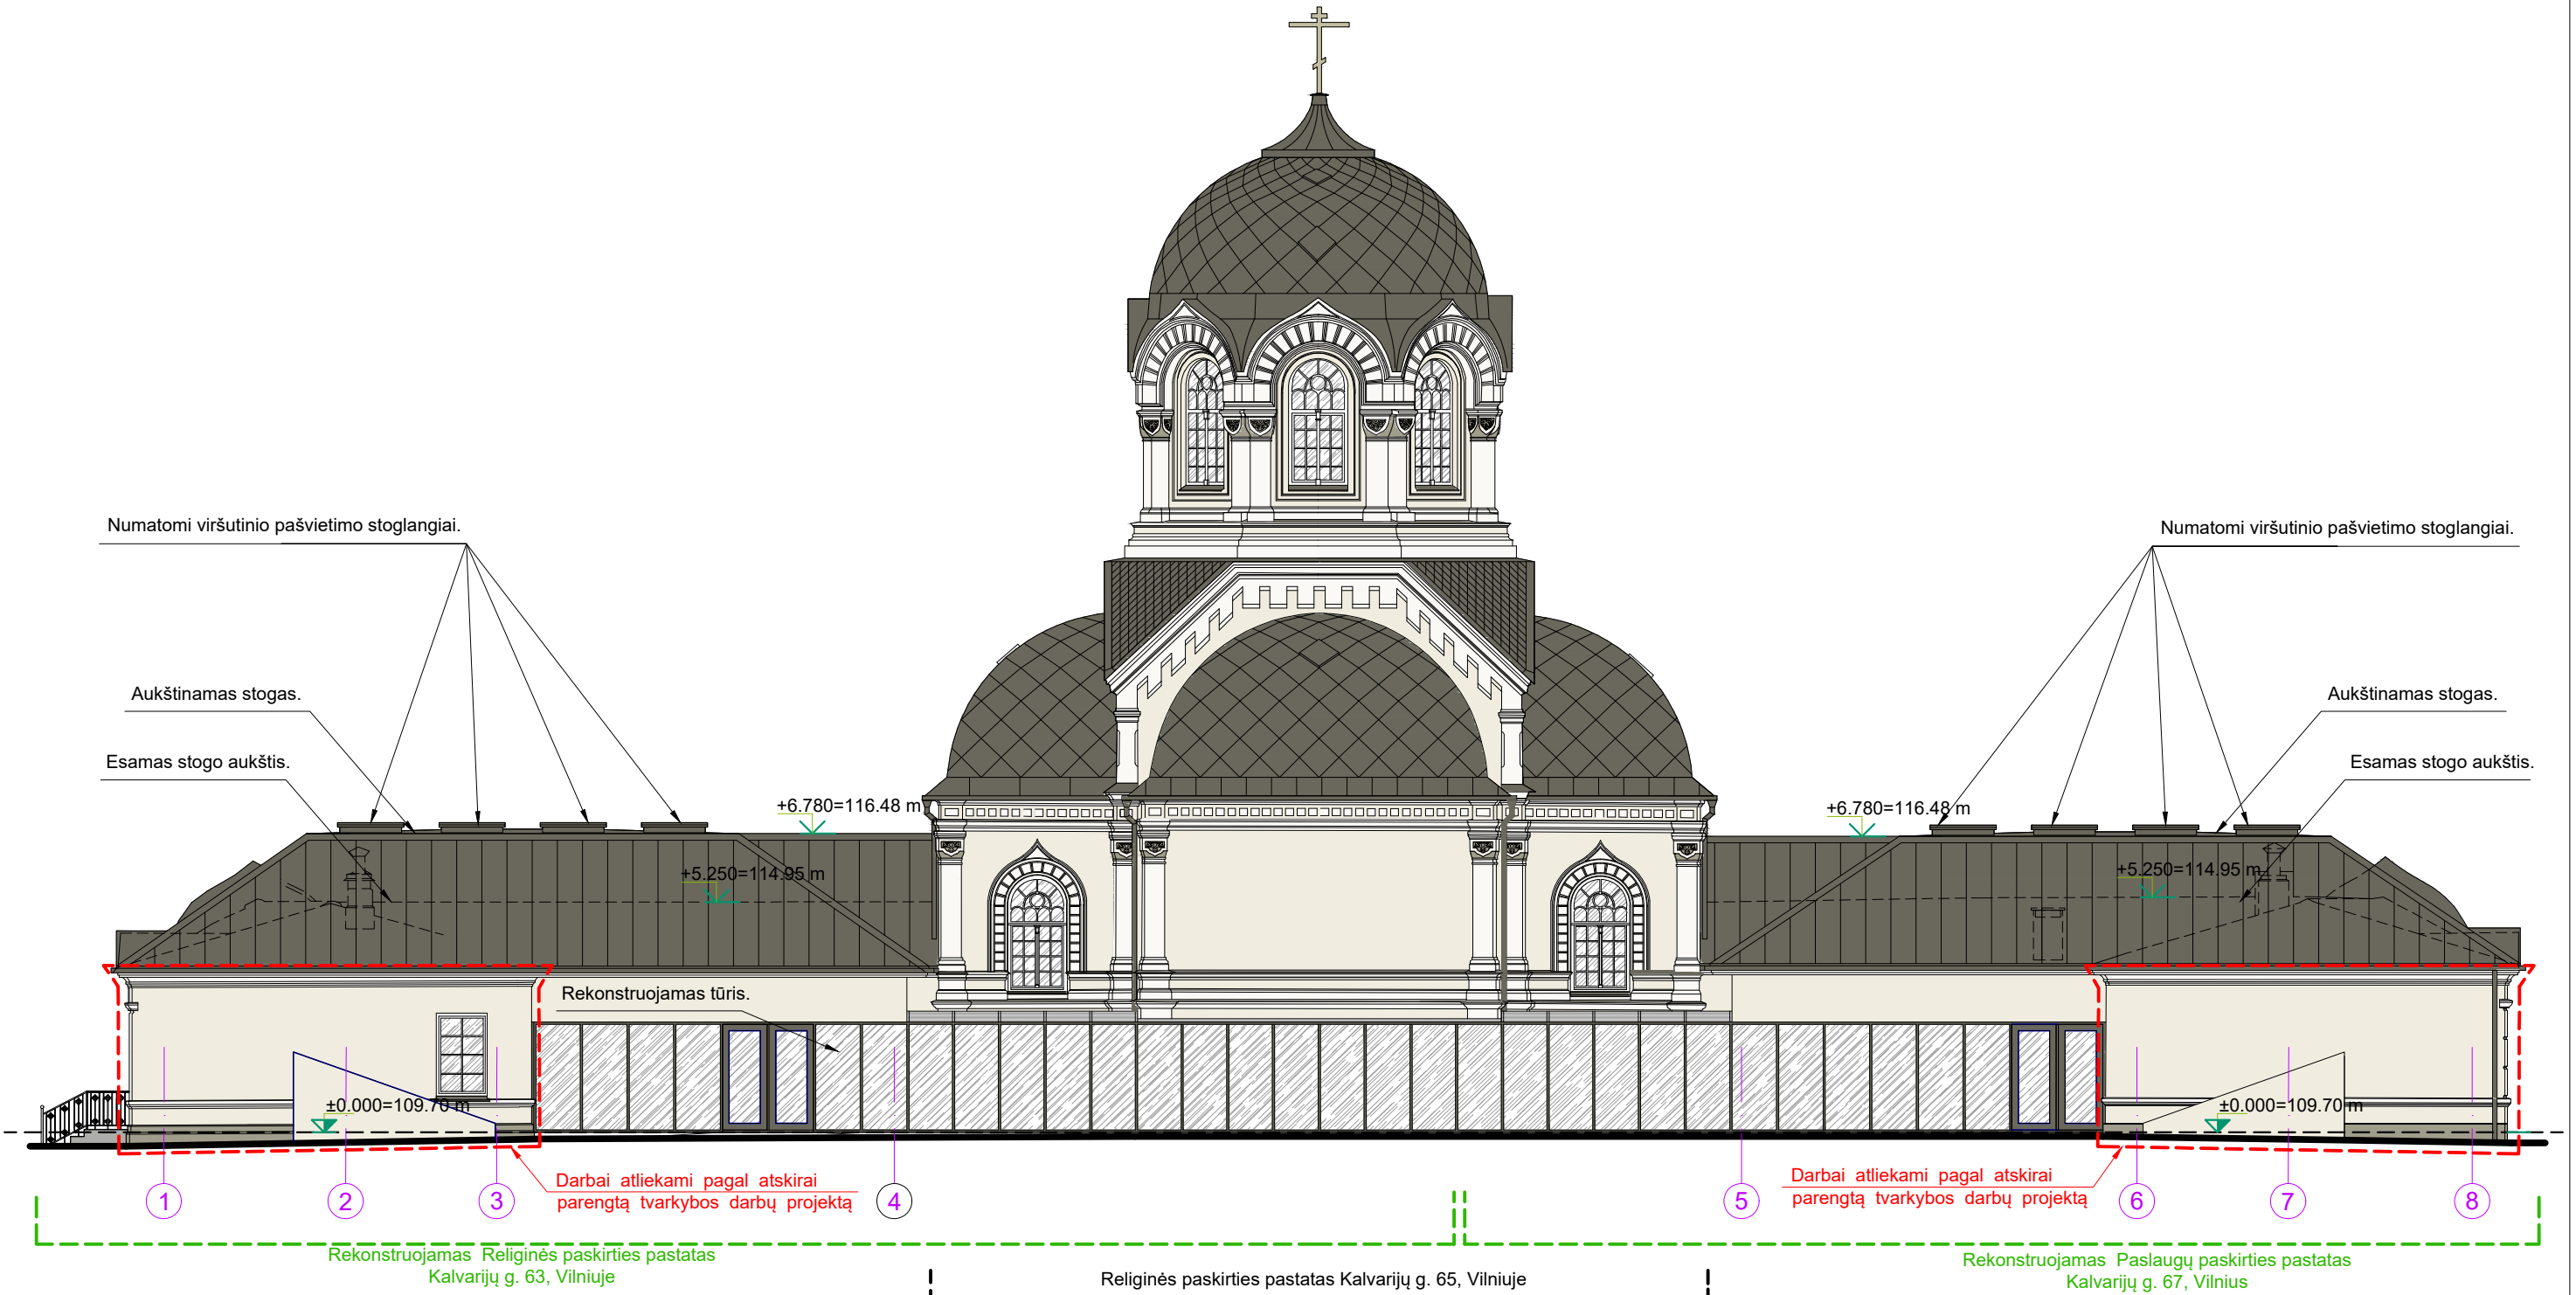 Numatomi viršutinio pašvietimo stoglangiai.
Numatomi viršutinio pašvietimo stoglangiai.
Aukštinamas stogas.
Aukštinamas stogas.
Esamas stogo aukštis.
Esamas stogo aukštis.
+6.780=116.48 m
+6.780=116.48 m
+5.250=114.95 m
+5.250=114.95 m
Rekonstruojamas tūris.
±0.000=109.70 m
±0.000=109.70 m
Darbai atliekami pagal atskirai
parengtą tvarkybos darbų projektą
Darbai atliekami pagal atskirai
parengtą tvarkybos darbų projektą
1 2 3 4 5 6 7 8
Rekonstruojamas Religinės paskirties pastatas
Kalvarijų g. 63, Vilniuje
Religinės paskirties pastatas Kalvarijų g. 65, Vilniuje
Rekonstruojamas Paslaugų paskirties pastatas
Kalvarijų g. 67, Vilnius